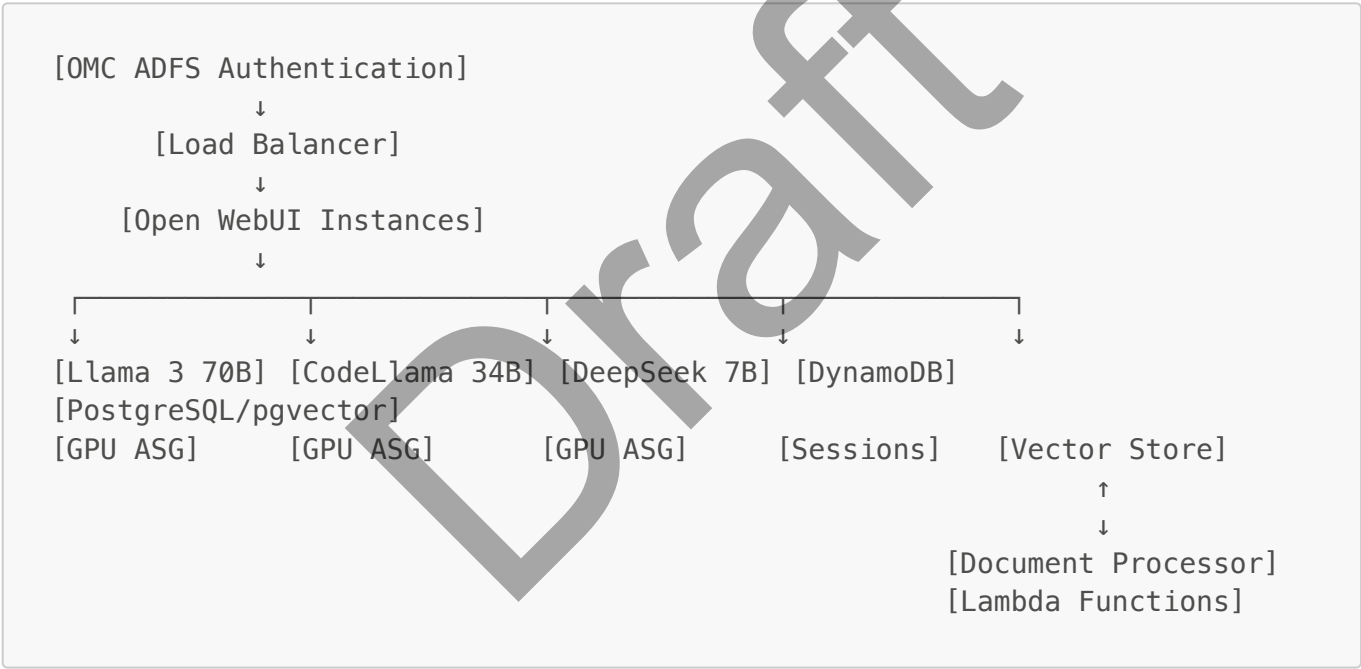 [OMC ADFS Authentication]
↓
[Load Balancer]
↓
[Open WebUI Instances]
↓
↓ ↓ ↓ ↓ ↓
[Llama 3 70B] [CodeLlama 34B] [DeepSeek 7B] [DynamoDB]
[PostgreSQL/pgvector]
[GPU ASG] [GPU ASG] [GPU ASG] [Sessions] [Vector Store]
↑
↓
[Document Processor]
[Lambda Functions]
Draft